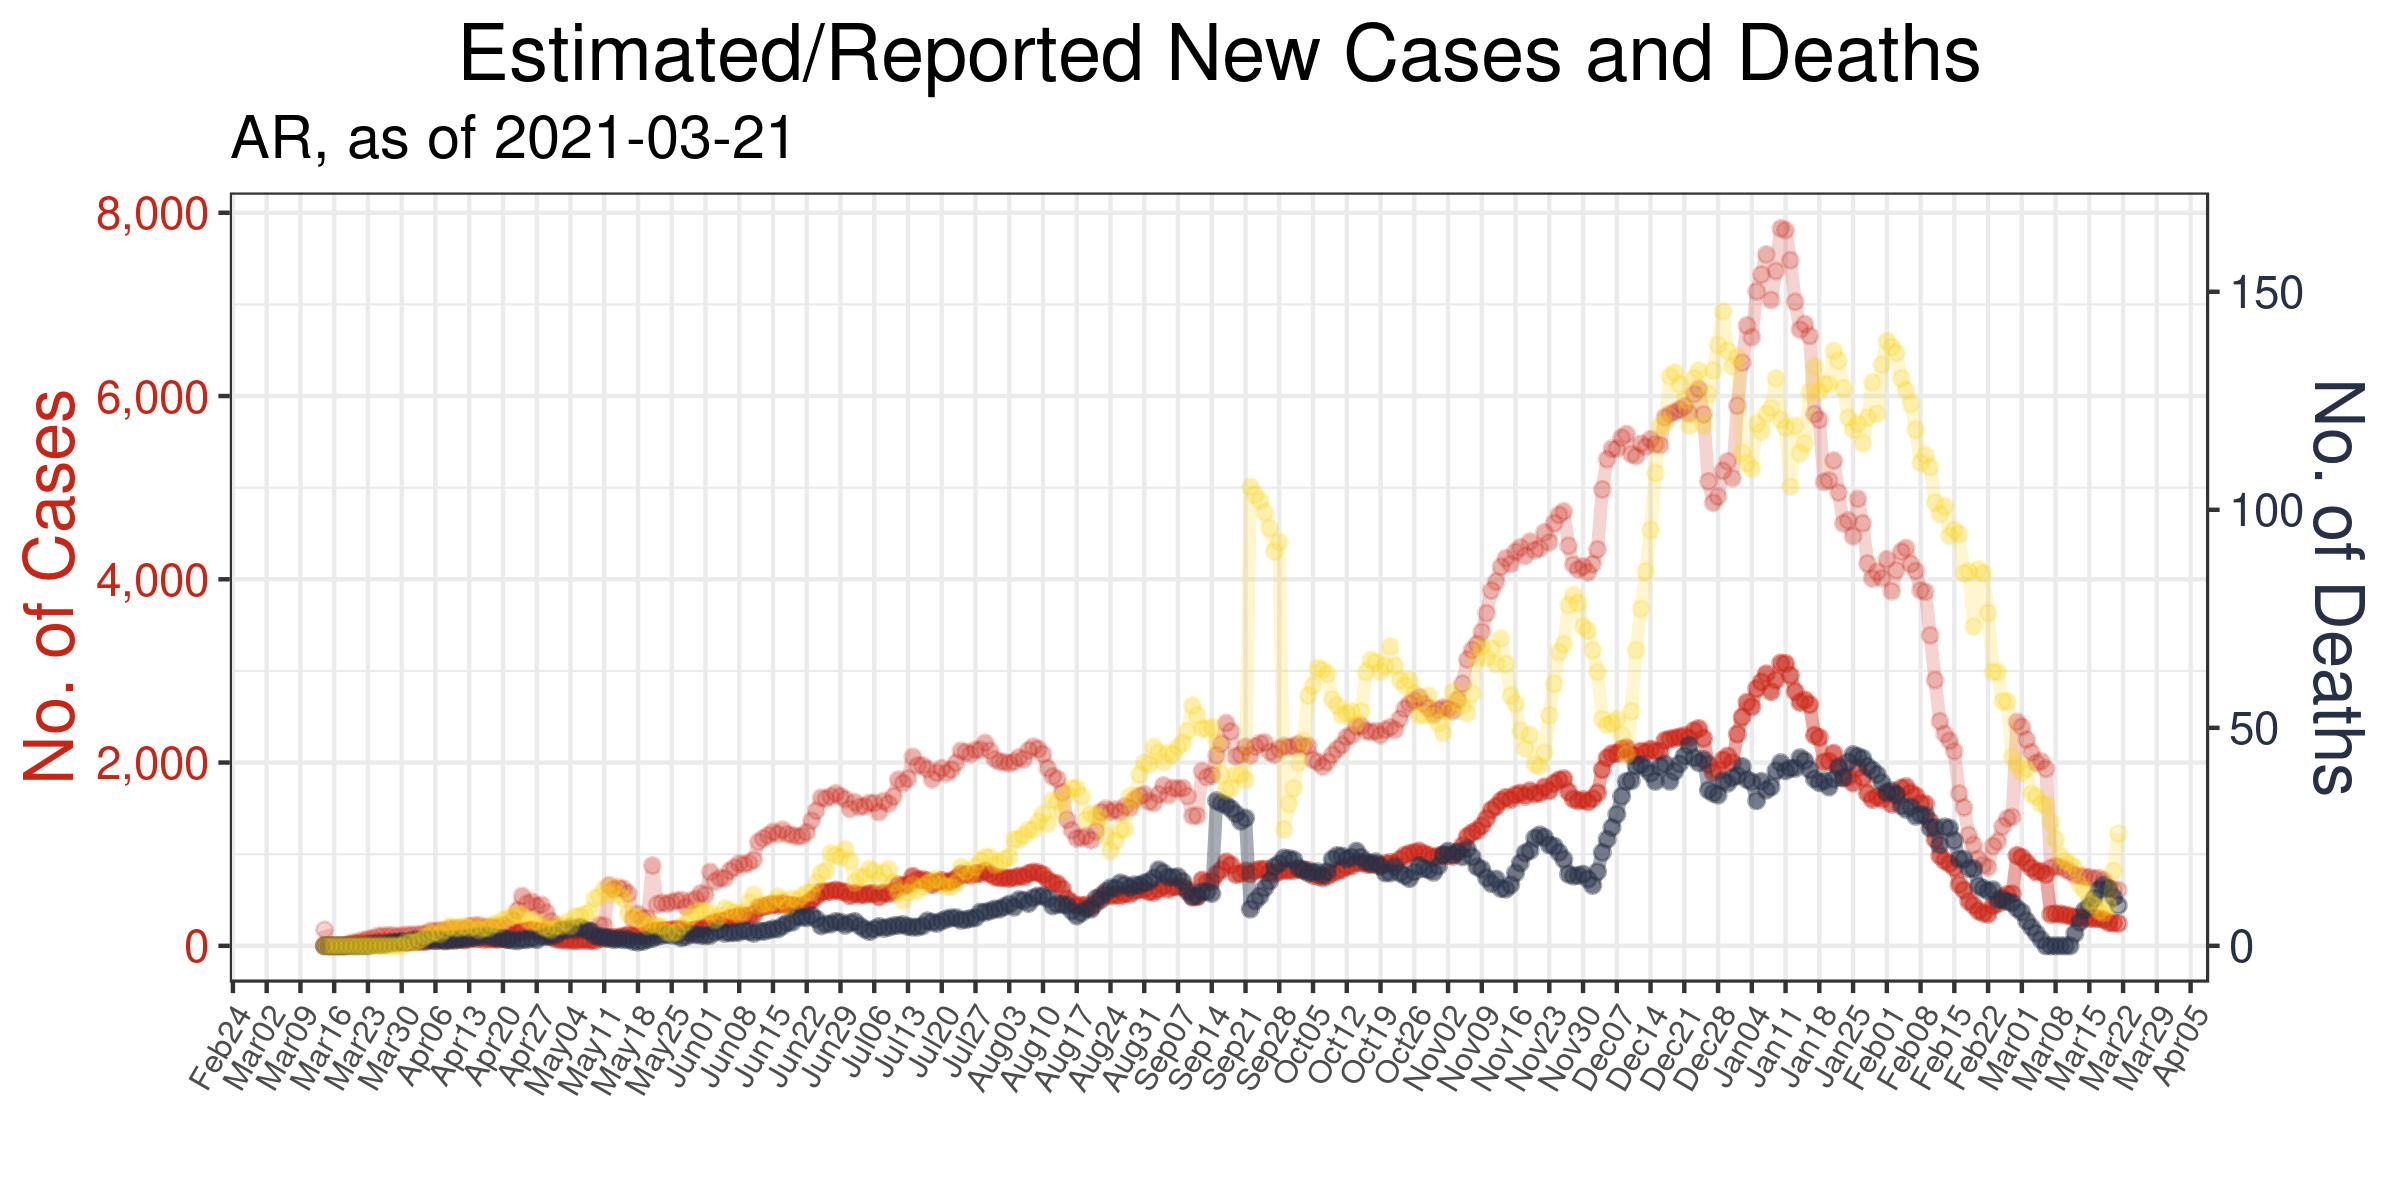 Estimated/Reported New Cases and Deaths
AR, as of 2021-03-21
No. of Cases
8,000
6,000
4,000
2,000
0
150
100
50
0
No. of Deaths
Feb24
Mar02
Mar09
Mar16
Mar23
Mar30
Apr06
Apr13
Apr20
Apr27
May04
May11
May18
May25
Jun01
Jun08
Jun15
Jun22
Jun29
Jul06
Jul13
Jul20
Jul27
Aug03
Aug10
Aug17
Aug24
Aug31
Sep07
Sep14
Sep21
Sep28
Oct05
Oct12
Oct19
Oct26
Nov02
Nov09
Nov16
Nov23
Nov30
Dec07
Dec14
Dec21
Dec28
Jan04
Jan11
Jan18
Jan25
Feb01
Feb08
Feb15
Feb22
Mar01
Mar08
Mar15
Mar22
Mar29
Apr05